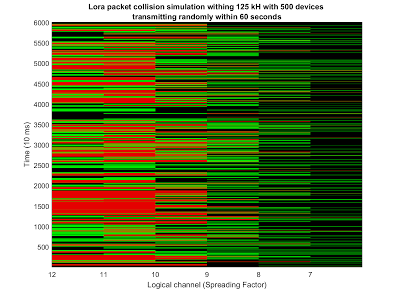 Lora packet collision simulation withing 125 kH with 500 devices
transmitting randomly within 60 seconds
6000
5500
5000
4500
4000
3500
3000
2500
2000
1500
1000
500
Time (10 ms)
12 11 10 9 8 7
Logical channel (Spreading Factor)